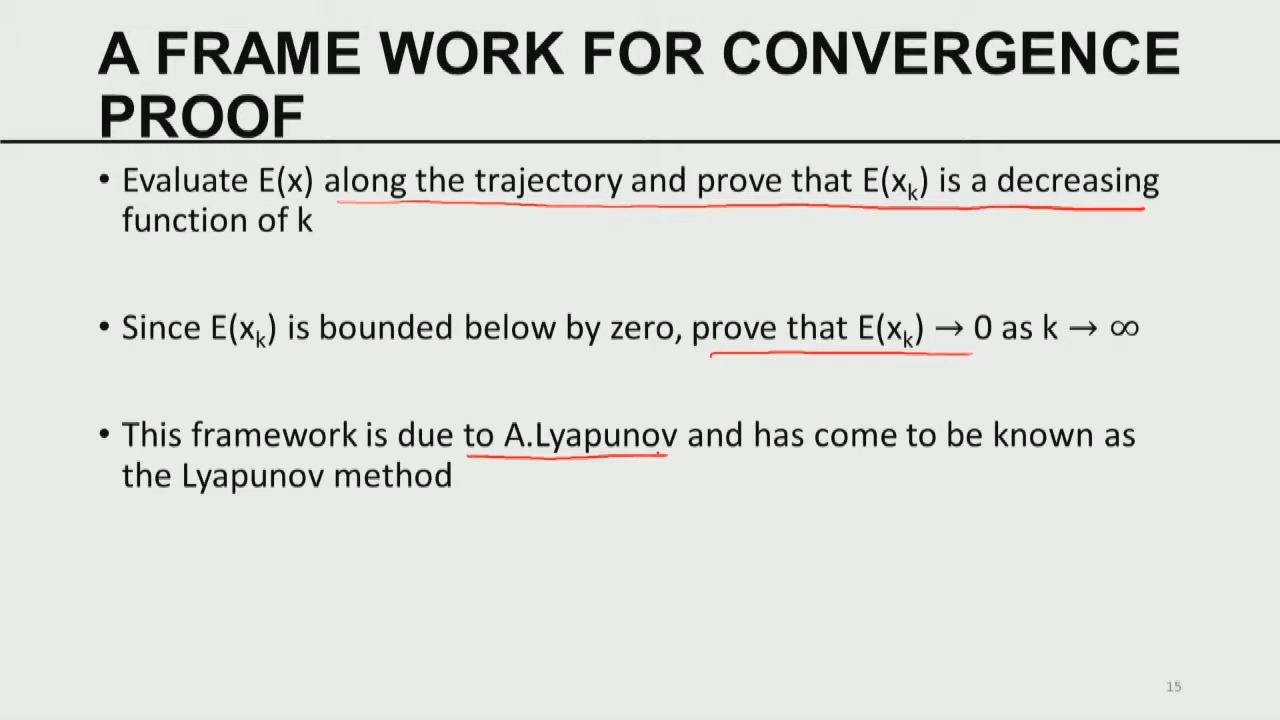 A FRAME WORK FOR CONVERGENCE
PROOF
• Evaluate E(x) along the trajectory and prove that E(xₖ) is a decreasing
function of k
• Since E(xₖ) is bounded below by zero, prove that E(xₖ) → 0 as k → ∞
• This framework is due to A.Lyapunov and has come to be known as
the Lyapunov method
15